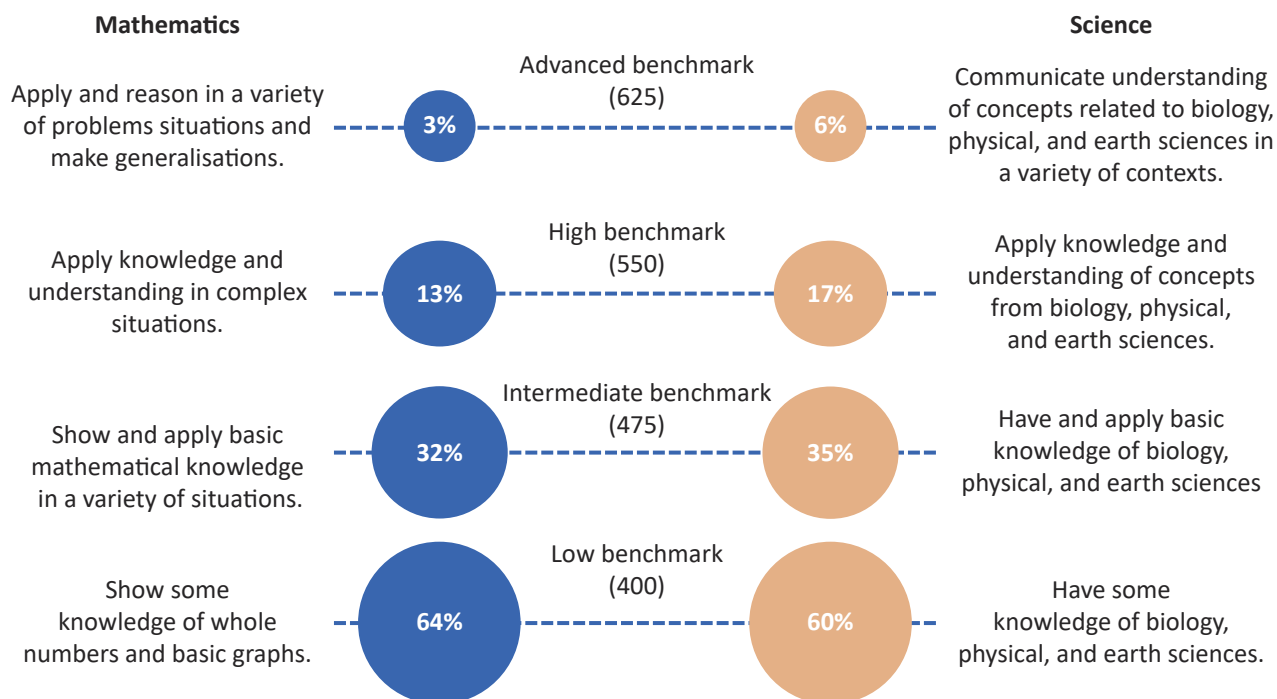 Mathematics
Science
Apply and reason in a variety
of problems situations and
make generalisations.
3%
Advanced benchmark
(625)
6%
Communicate understanding
of concepts related to biology,
physical, and earth sciences in
a variety of contexts.
Apply knowledge and
understanding in complex
situations.
13%
High benchmark
(550)
17%
Apply knowledge and
understanding of concepts
from biology, physical,
and earth sciences.
Show and apply basic
mathematical knowledge
in a variety of situations.
32%
Intermediate benchmark
(475)
35%
Have and apply basic
knowledge of biology,
physical, and earth sciences
Show some
knowledge of whole
numbers and basic graphs.
64%
Low benchmark
(400)
60%
Have some
knowledge of biology,
physical, and earth sciences.